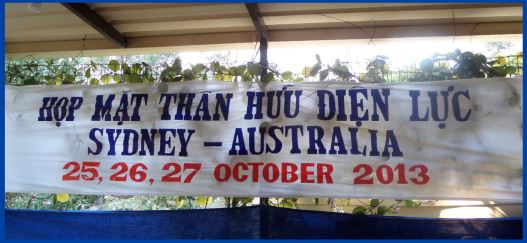 HỌP MẶT THÂN HỮU ĐIỆN LỰC
SYDNEY – AUSTRALIA
25, 26, 27 OCTOBER 2013